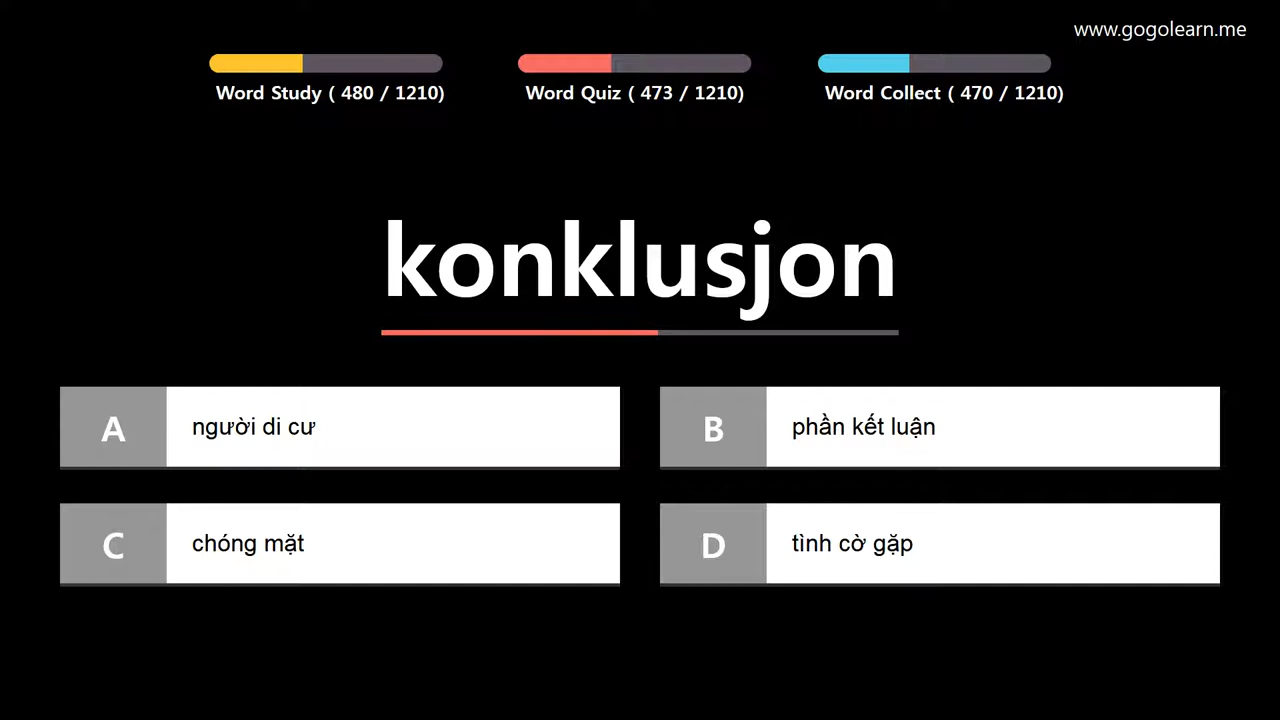 www.gogolearn.me
Word Study ( 480 / 1210)
Word Quiz ( 473 / 1210)
Word Collect ( 470 / 1210)
konklusjon
A người di cư
B phần kết luận
C chóng mặt
D tình cờ gặp